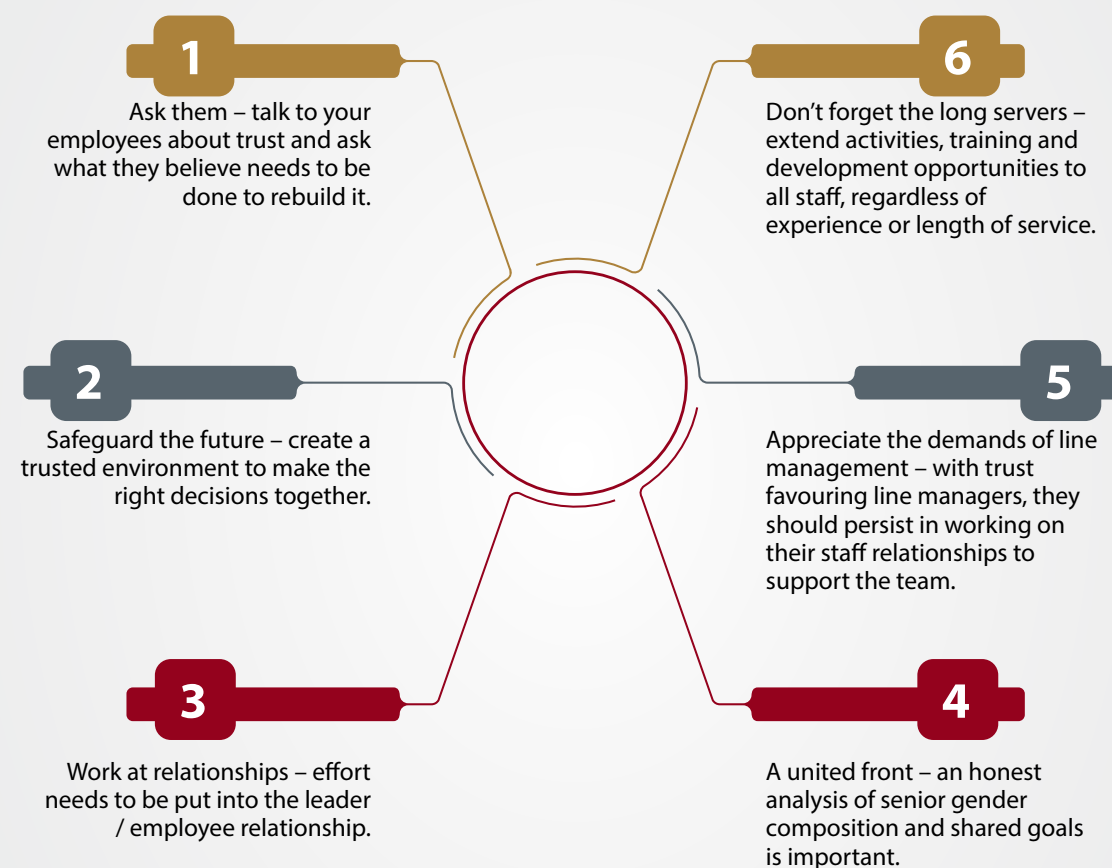 1
Ask them – talk to your
employees about trust and ask
what they believe needs to be
done to rebuild it.
2
Safeguard the future – create a
trusted environment to make the
right decisions together.
3
Work at relationships – effort
needs to be put into the leader
/ employee relationship.
4
A united front – an honest
analysis of senior gender
composition and shared goals
is important.
5
Appreciate the demands of line
management – with trust
favouring line managers, they
should persist in working on
their staff relationships to
support the team.
6
Don’t forget the long servers –
extend activities, training and
development opportunities to
all staff, regardless of
experience or length of service.